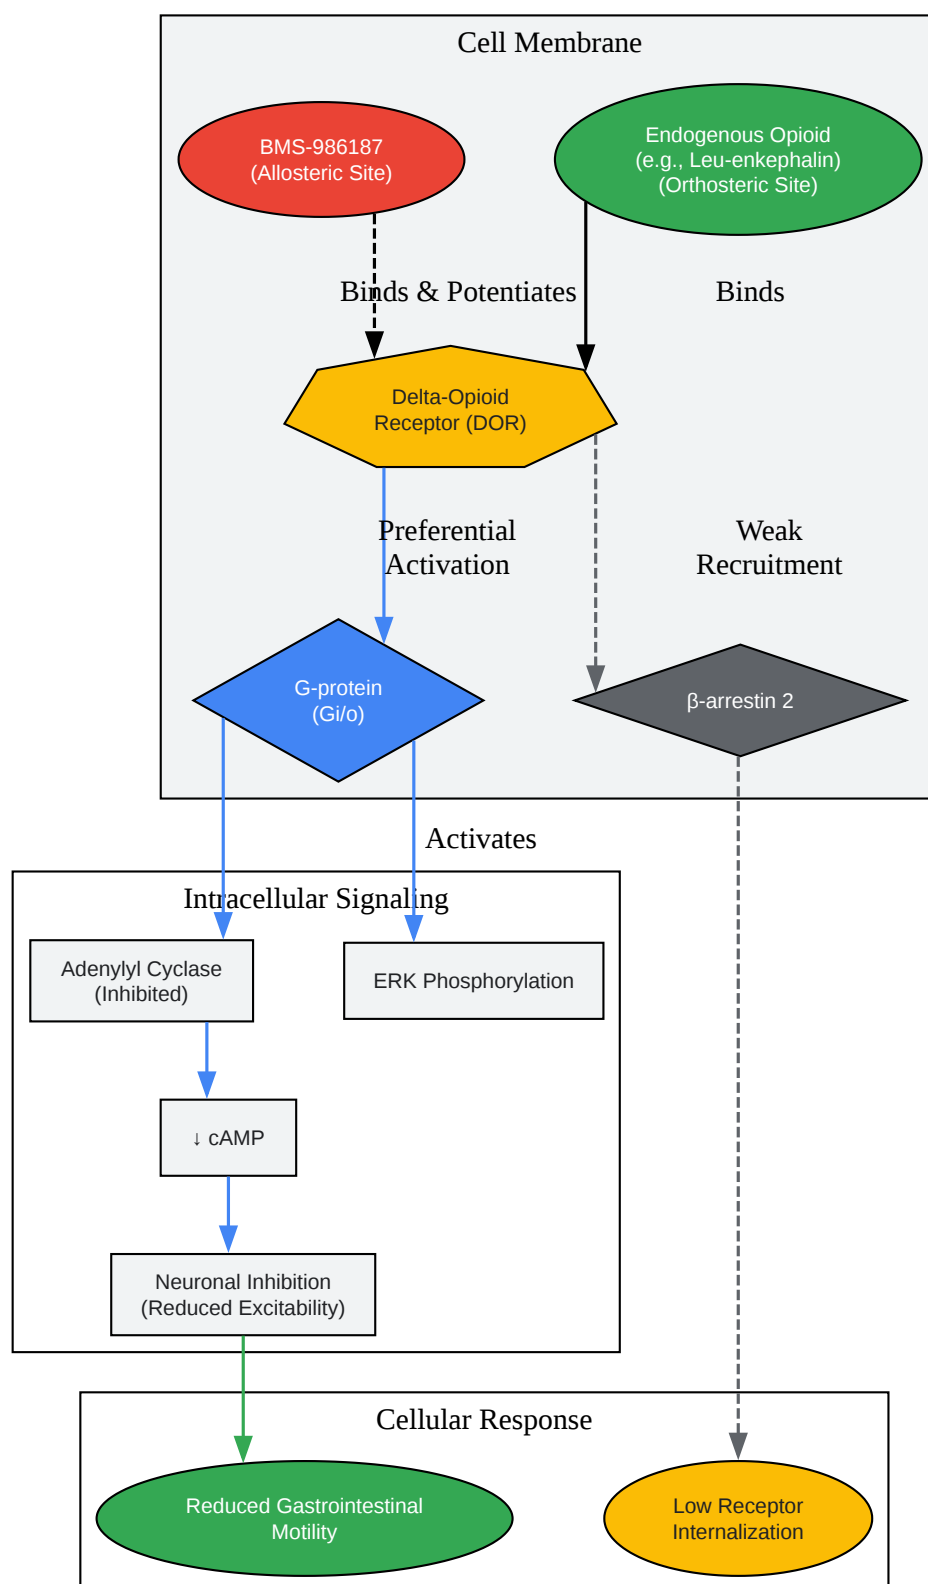 Cell Membrane
BMS-986187
(Allosteric Site)
Endogenous Opioid
(e.g., Leu-enkephalin)
(Orthosteric Site)
Binds & Potentiates
Binds
Delta-Opioid
Receptor (DOR)
Preferential
Activation
Weak
Recruitment
G-protein
(Gi/o)
β-arrestin 2
Activates
Intracellular Signaling
Adenylyl Cyclase
(Inhibited)
ERK Phosphorylation
↓ cAMP
Neuronal Inhibition
(Reduced Excitability)
Cellular Response
Reduced Gastrointestinal
Motility
Low Receptor
Internalization